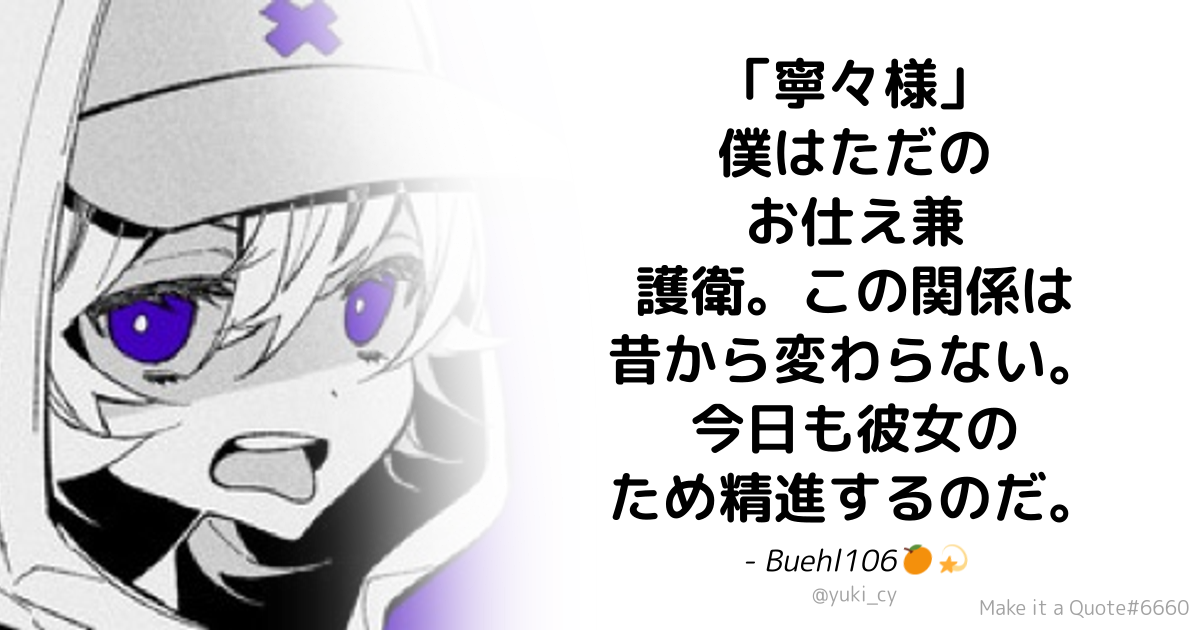 「寧々様」
僕はただの
お仕え兼
護衛。この関係は
昔から変わらない。
今日も彼女の
ため精進するのだ。
- Buehl106🍊💫
@yuki_cy
Make it a Quote#6660